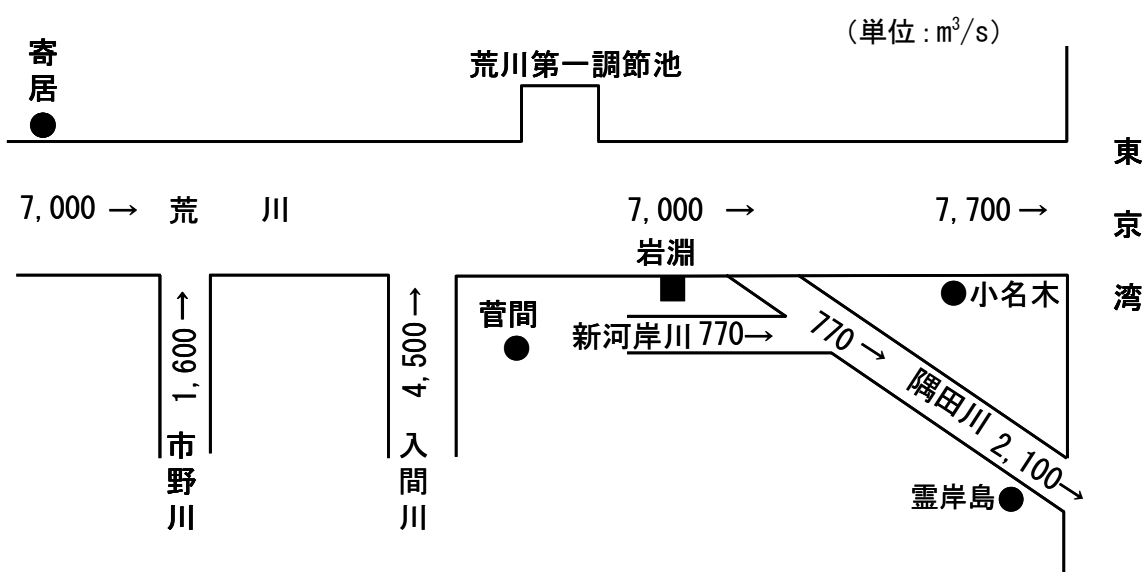 （単位：m³/s）
寄居
荒川第一調節池
東京湾
7,000 → 荒川
7,000 →
7,700 →
岩淵
小名木
菅間
新河岸川 770→
770 →
隅田川 2,100→
市野川 1,600→
入間川 4,500→
霊岸島